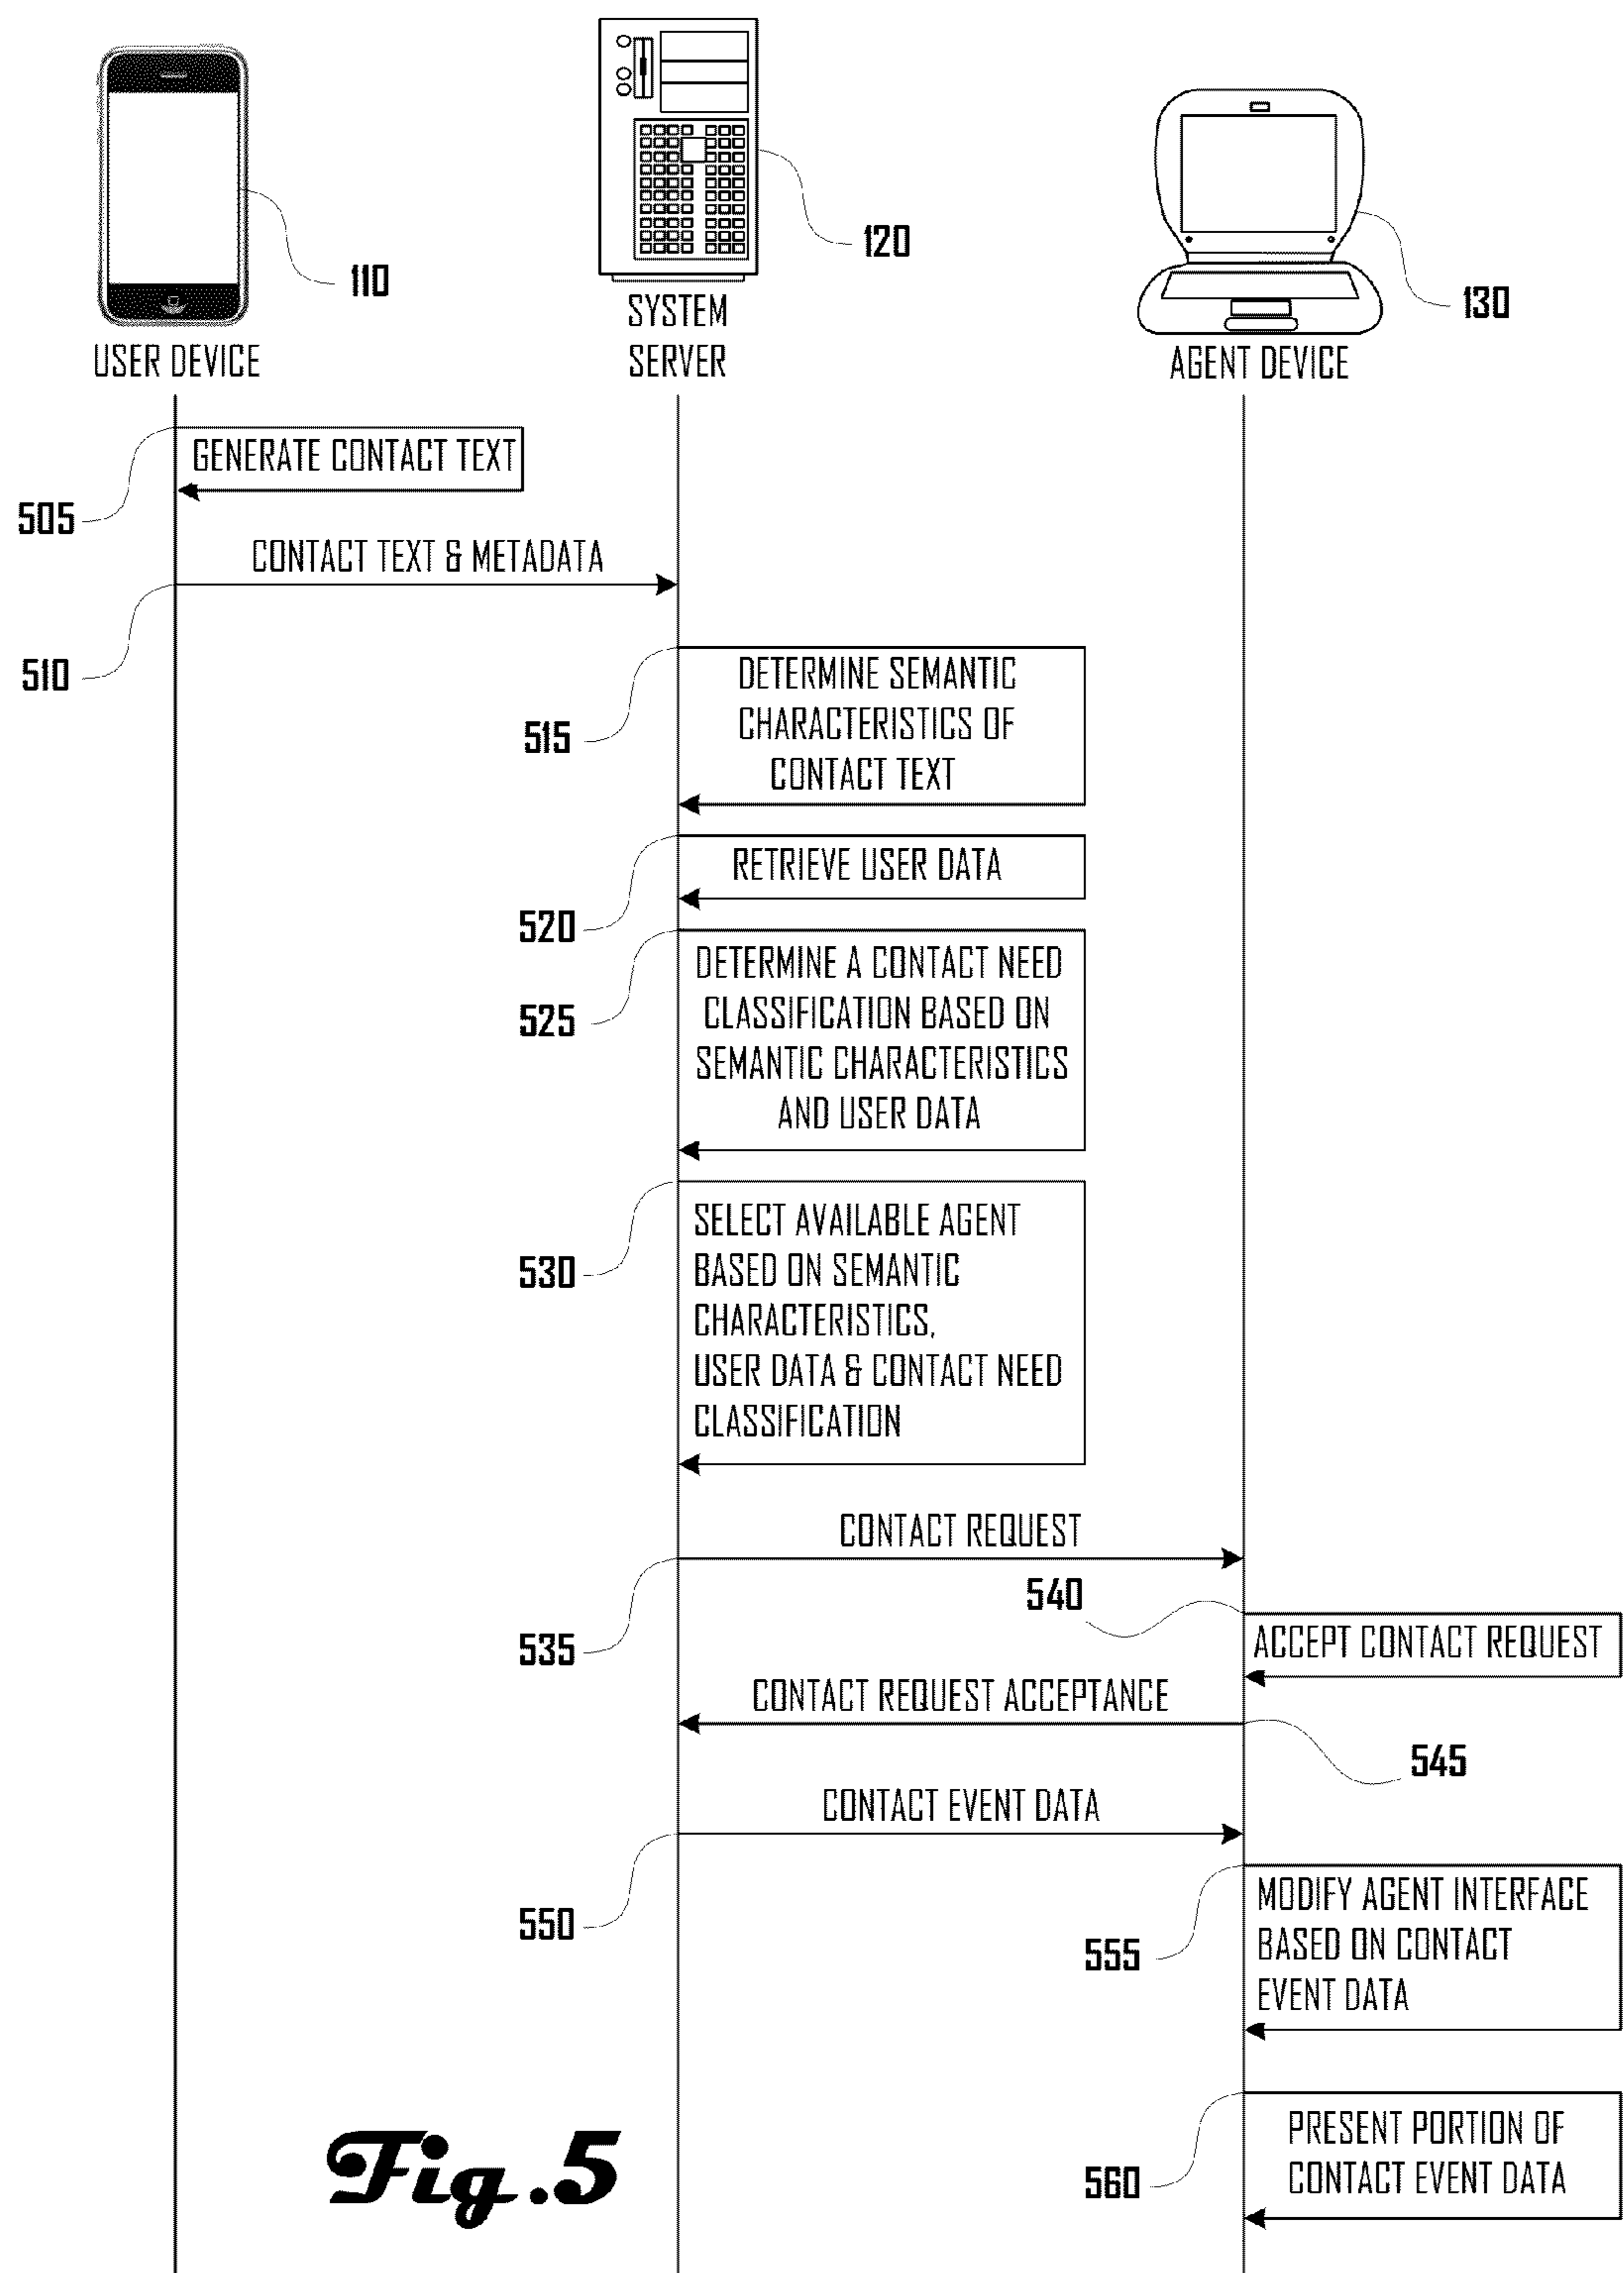 110
USER DEVICE
120
SYSTEM
SERVER
130
AGENT DEVICE
GENERATE CONTACT TEXT
505
CONTACT TEXT & METADATA
510
DETERMINE SEMANTIC
CHARACTERISTICS OF
CONTACT TEXT
515
RETRIEVE USER DATA
520
DETERMINE A CONTACT NEED
CLASSIFICATION BASED ON
SEMANTIC CHARACTERISTICS
AND USER DATA
525
SELECT AVAILABLE AGENT
BASED ON SEMANTIC
CHARACTERISTICS,
USER DATA & CONTACT NEED
CLASSIFICATION
530
CONTACT REQUEST
535
540
ACCEPT CONTACT REQUEST
CONTACT REQUEST ACCEPTANCE
545
CONTACT EVENT DATA
550
MODIFY AGENT INTERFACE
BASED ON CONTACT
EVENT DATA
555
PRESENT PORTION OF
CONTACT EVENT DATA
560
Fig.5